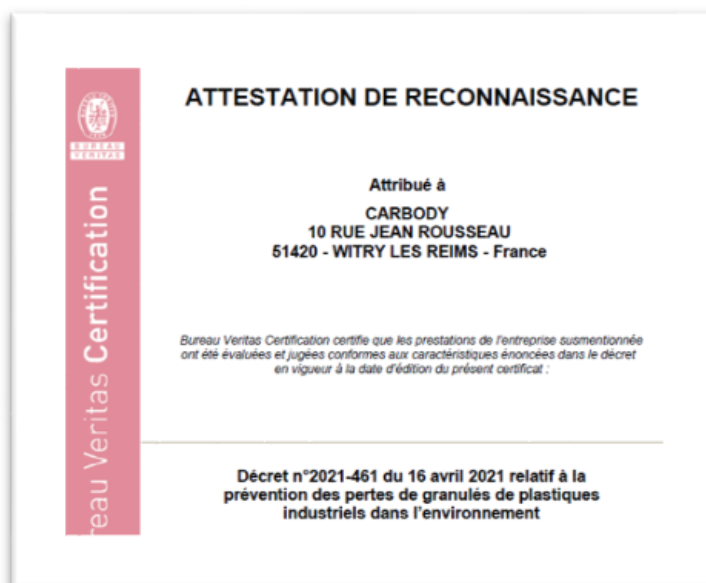 ATTESTATION DE RECONNAISSANCE
BUREAU
VERITAS
reau Veritas Certification
Attribué à
CARBODY
10 RUE JEAN ROUSSEAU
51420 - WITRY LES REIMS - France
Bureau Veritas Certification certifie que les prestations de l'entreprise susmentionnée
ont été évaluées et jugées conformes aux caractéristiques énoncées dans le décret
en vigueur à la date d'édition du présent certificat :
Décret n°2021-461 du 16 avril 2021 relatif à la
prévention des pertes de granulés de plastiques
industriels dans l'environnement